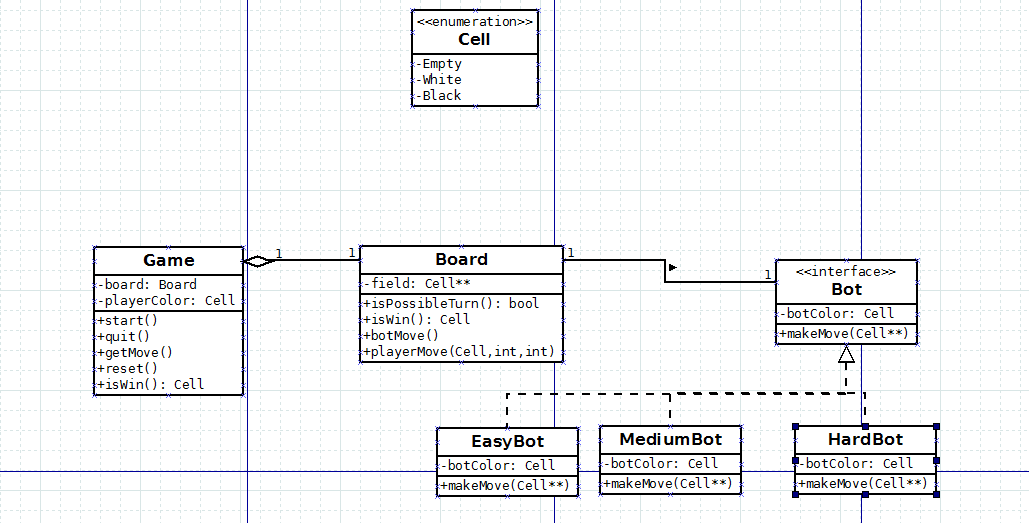 <<enumeration>>
Cell
-Empty
-White
-Black
Game
-board: Board
-playerColor: Cell
+start()
+quit()
+getMove()
+reset()
+isWin(): Cell
1
1
Board
-field: Cell**
+isPossibleTurn(): bool
+isWin(): Cell
+botMove()
+playerMove(Cell,int,int)
1
1
<<interface>>
Bot
-botColor: Cell
+makeMove(Cell**)
EasyBot
-botColor: Cell
+makeMove(Cell**)
MediumBot
-botColor: Cell
+makeMove(Cell**)
HardBot
-botColor: Cell
+makeMove(Cell**)